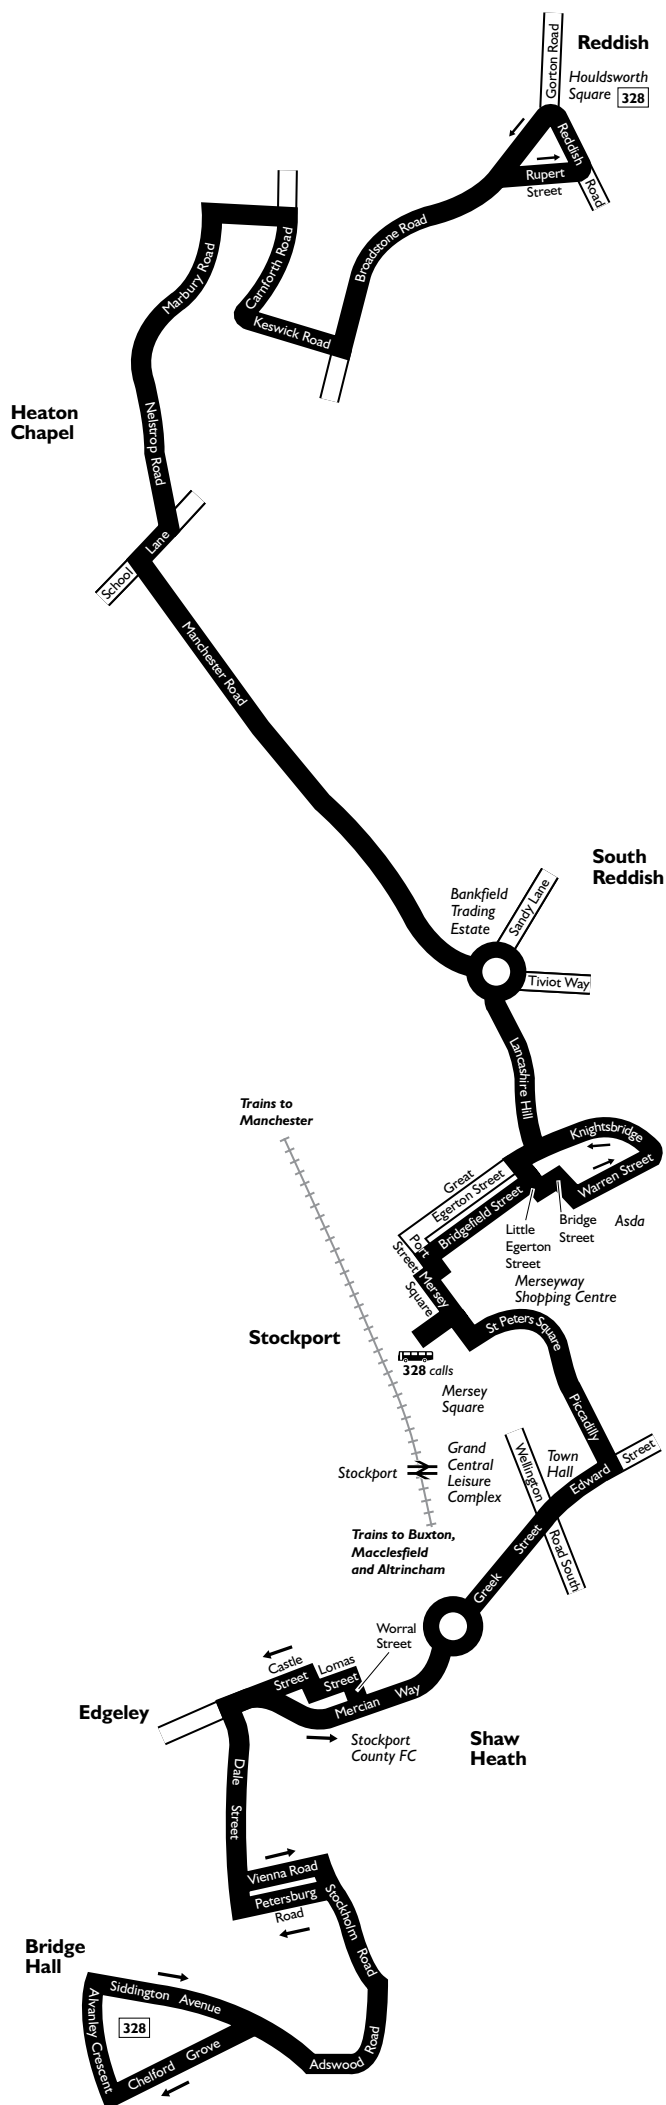 Reddish
Gorton Road
Houldsworth
Square 328
Reddish
Road
Rupert
Street
Broadstone Road
Carnforth Road
Marbury Road
Keswick Road
Heaton
Chapel
Nelstrop Road
School Lane
Manchester Road
South
Reddish
Bankfield
Trading
Estate
Sandy Lane
Tiviot Way
Lancashire Hill
Trains to
Manchester
Knightsbridge
Warren Street
Great
Egerton Street
Bridgefield Street
Port
Street
Little
Egerton
Street
Bridge
Street
Asda
Mersey
Square
Merseyway
Shopping Centre
St Peters Square
Stockport
328 calls
Mersey
Square
Piccadilly
Stockport
Grand
Central
Leisure
Complex
Wellington
Road South
Town
Hall
Edward Street
Trains to Buxton,
Macclesfield
and Altrincham
Greek Street
Worral
Street
Castle
Street
Lomas
Street
Edgeley
Mercian Way
Stockport
County FC
Shaw
Heath
Dale Street
Vienna Road
Petersburg
Road
Stockholm Road
Bridge
Hall
Siddington Avenue
Alvanley Crescent
328
Chelford Grove
Adswood Road